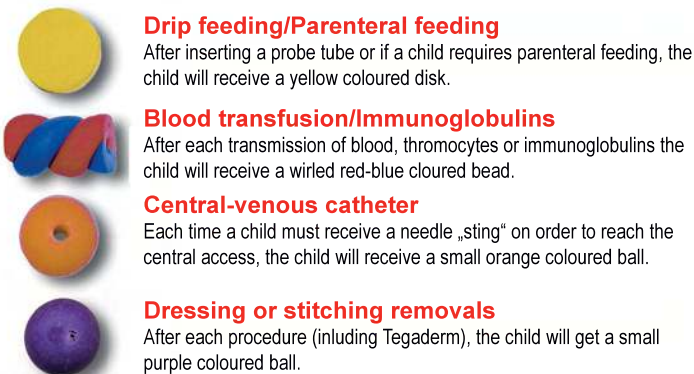 Drip feeding/Parenteral feeding
After inserting a probe tube or if a child requires parenteral feeding, the
child will receive a yellow coloured disk.
Blood transfusion/Immunoglobulins
After each transmission of blood, thromocytes or immunoglobulins the
child will receive a wirled red-blue cloured bead.
Central-venous catheter
Each time a child must receive a needle „sting“ on order to reach the
central access, the child will receive a small orange coloured ball.
Dressing or stitching removals
After each procedure (inluding Tegaderm), the child will get a small
purple coloured ball.